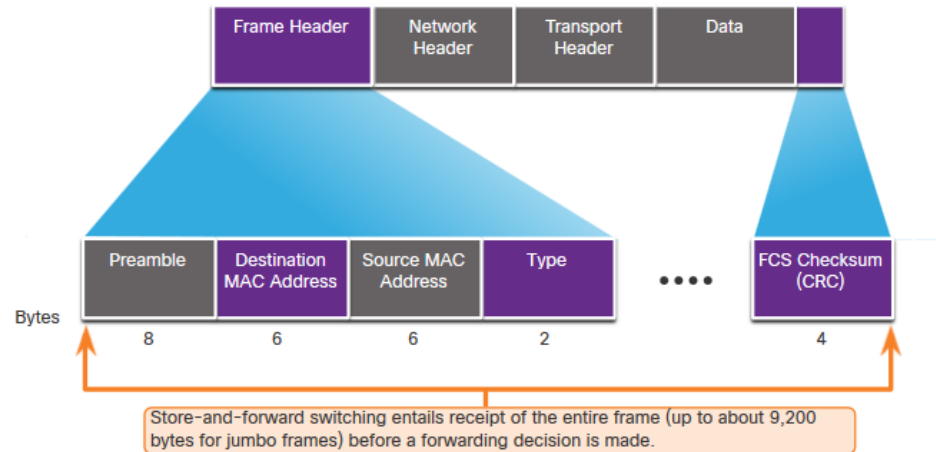 Frame Header
Network
Header
Transport
Header
Data
Preamble
Destination
MAC Address
Source MAC
Address
Type
••••
FCS Checksum
(CRC)
Bytes
8
6
6
2
4
Store-and-forward switching entails receipt of the entire frame (up to about 9,200
bytes for jumbo frames) before a forwarding decision is made.